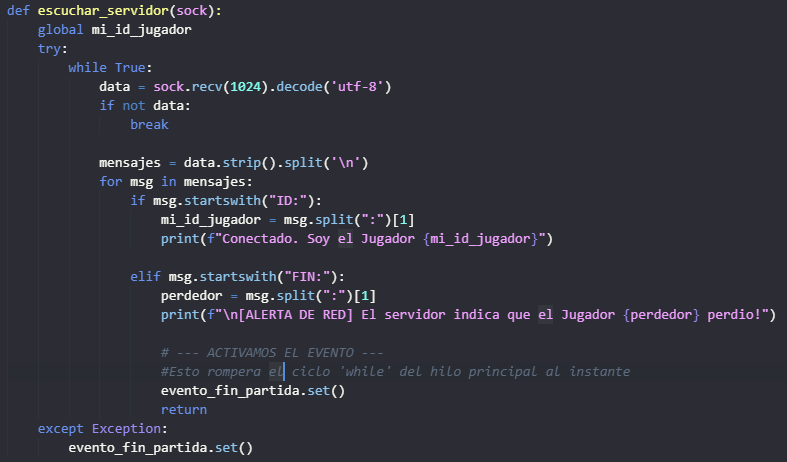 def escuchar_servidor(sock):
    global mi_id_jugador
    try:
        while True:
            data = sock.recv(1024).decode('utf-8')
            if not data:
                break

            mensajes = data.strip().split('\n')
            for msg in mensajes:
                if msg.startswith("ID:"):
                    mi_id_jugador = msg.split(":")[1]
                    print(f"Conectado. Soy el Jugador {mi_id_jugador}")

                elif msg.startswith("FIN:"):
                    perdedor = msg.split(":")[1]
                    print(f"\n[ALERTA DE RED] El servidor indica que el Jugador {perdedor} perdio!")

                    # --- ACTIVAMOS EL EVENTO ---
                    #Esto rompera el ciclo 'while' del hilo principal al instante
                    evento_fin_partida.set()
                    return
    except Exception:
        evento_fin_partida.set()